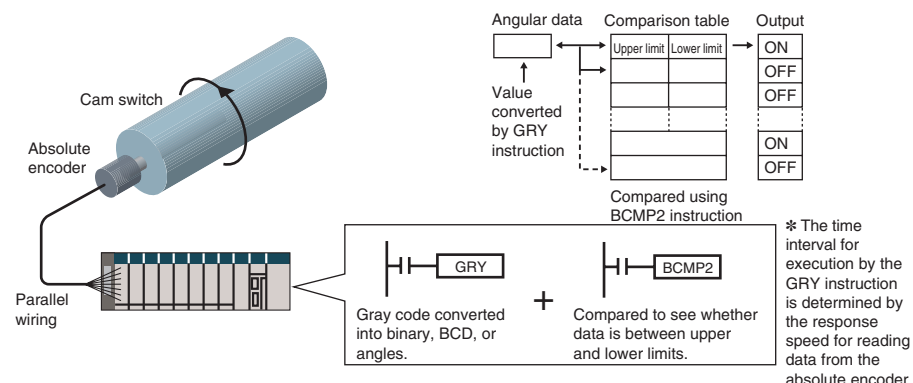 Angular data
Comparison table
Output
Upper limit
Lower limit
ON
OFF
OFF
ON
OFF
Value
converted
by GRY
instruction
Compared using
BCMP2 instruction
Cam switch
Absolute
encoder
Parallel
wiring
GRY
Gray code converted
into binary, BCD, or
angles.
+
BCMP2
Compared to see whether
data is between upper
and lower limits.
✽ The time
interval for
execution by the
GRY instruction
is determined by
the response
speed for reading
data from the
absolute encoder